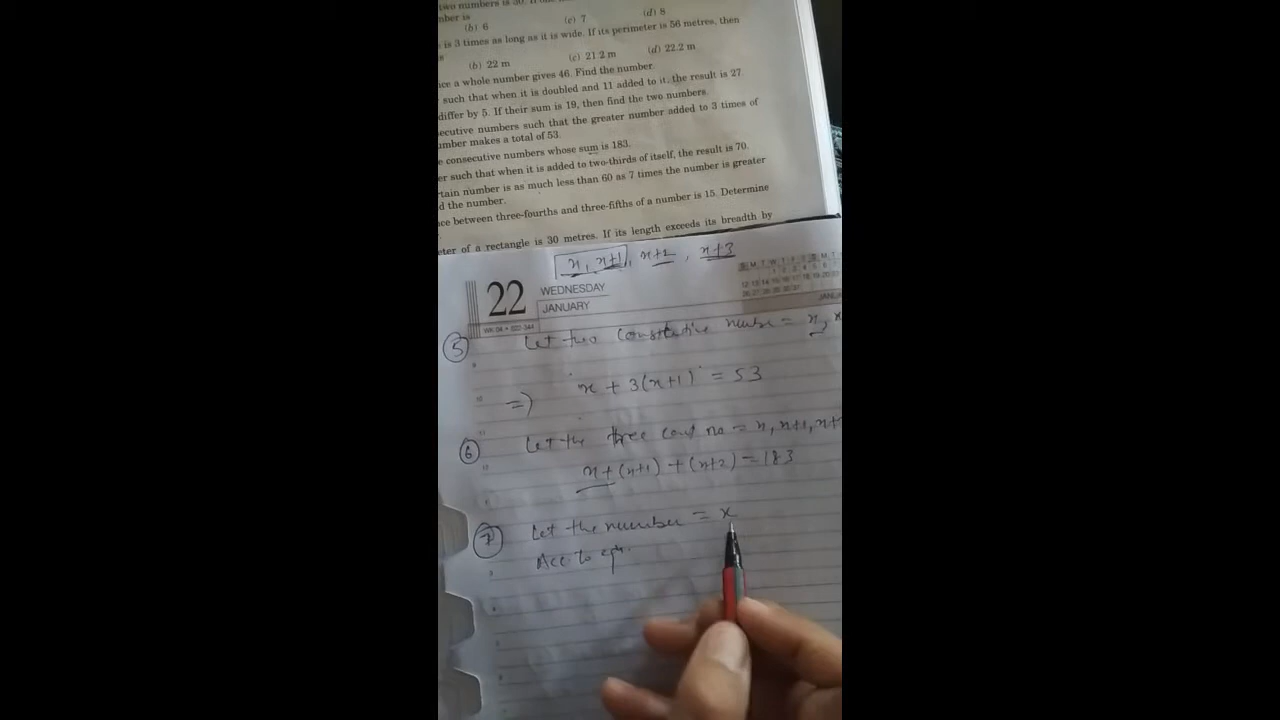 two numbers is 30. If one
nber is
(b) 6 (c) 7 (d) 8
is 3 times as long as it is wide. If its perimeter is 56 metres, then
(b) 22 m (c) 21.2 m (d) 22.2 m
ice a whole number gives 46. Find the number.
such that when it is doubled and 11 added to it, the result is 27.
differ by 5. If their sum is 19, then find the two numbers.
ecutive numbers such that the greater number added to 3 times of
umber makes a total of 53.
e consecutive numbers whose sum is 183.
er such that when it is added to two-thirds of itself, the result is 70.
rtain number is as much less than 60 as 7 times the number is greater
d the number.
nce between three-fourths and three-fifths of a number is 15. Determine
eter of a rectangle is 30 metres. If its length exceeds its breadth by
x, x+1, x+2, x+3
22 WEDNESDAY
JANUARY
5 Let two consecutive number = x, x
=) x + 3(x+1) = 53
6 Let the three cons no = x, x+1, x+
x+(x+1) + (x+2) = 183
7 Let the number = x
Acc to eqn.